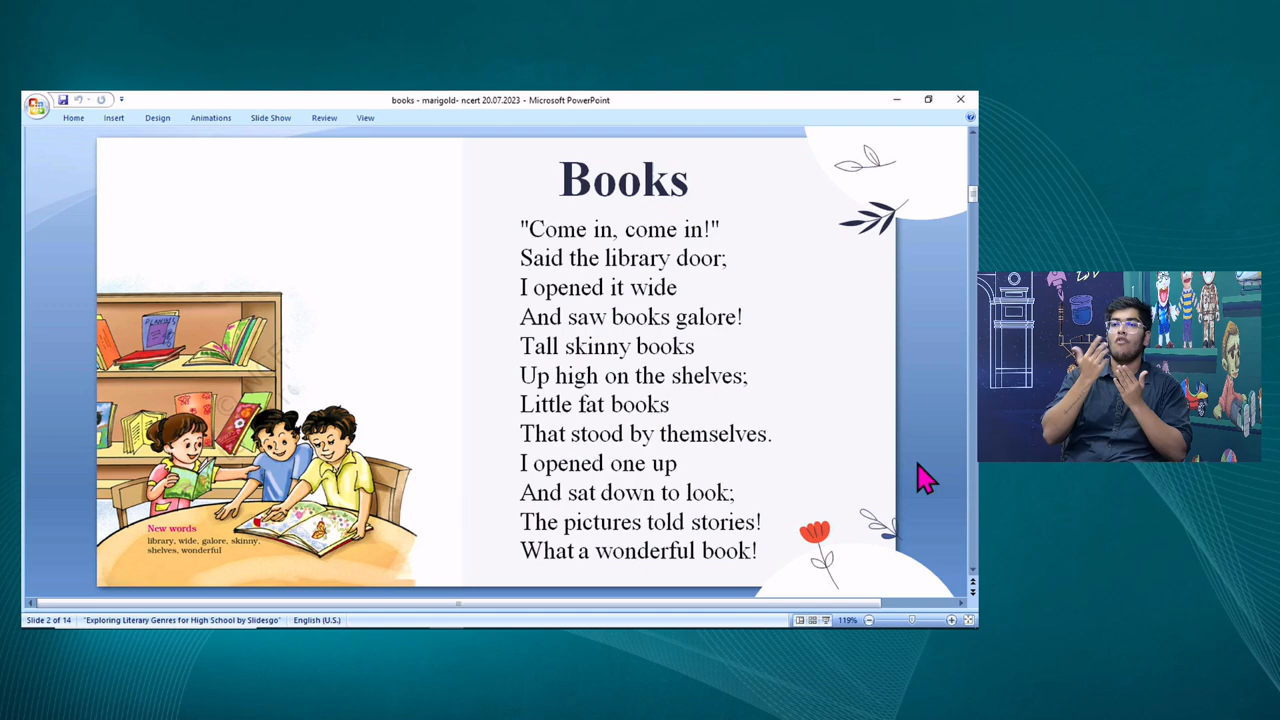 books - marigold- ncert 20.07.2023 - Microsoft PowerPoint
Home Insert Design Animations Slide Show Review View
Books
"Come in, come in!"
Said the library door;
I opened it wide
And saw books galore!
Tall skinny books
Up high on the shelves;
Little fat books
That stood by themselves.
I opened one up
And sat down to look;
The pictures told stories!
What a wonderful book!
New words
library, wide, galore, skinny,
shelves, wonderful
Slide 2 of 14 "Exploring Literary Genres for High School by Slidesgo" English (U.S.) 119%